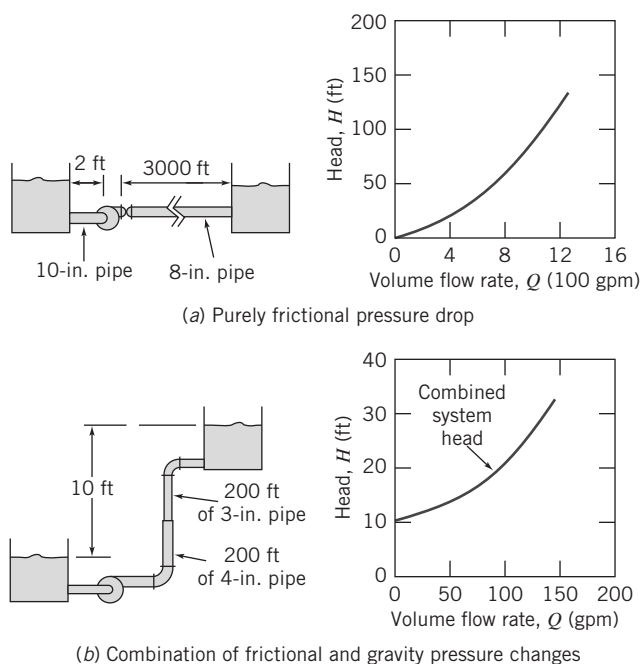 200
150
100
50
0
Head, H (ft)
0 4 8 12 16
Volume flow rate, Q (100 gpm)
2 ft
3000 ft
10-in. pipe
8-in. pipe
(a) Purely frictional pressure drop
40
30
20
10
0
Head, H (ft)
Combined
system
head
0 50 100 150 200
Volume flow rate, Q (gpm)
10 ft
200 ft
of 3-in. pipe
200 ft
of 4-in. pipe
(b) Combination of frictional and gravity pressure changes